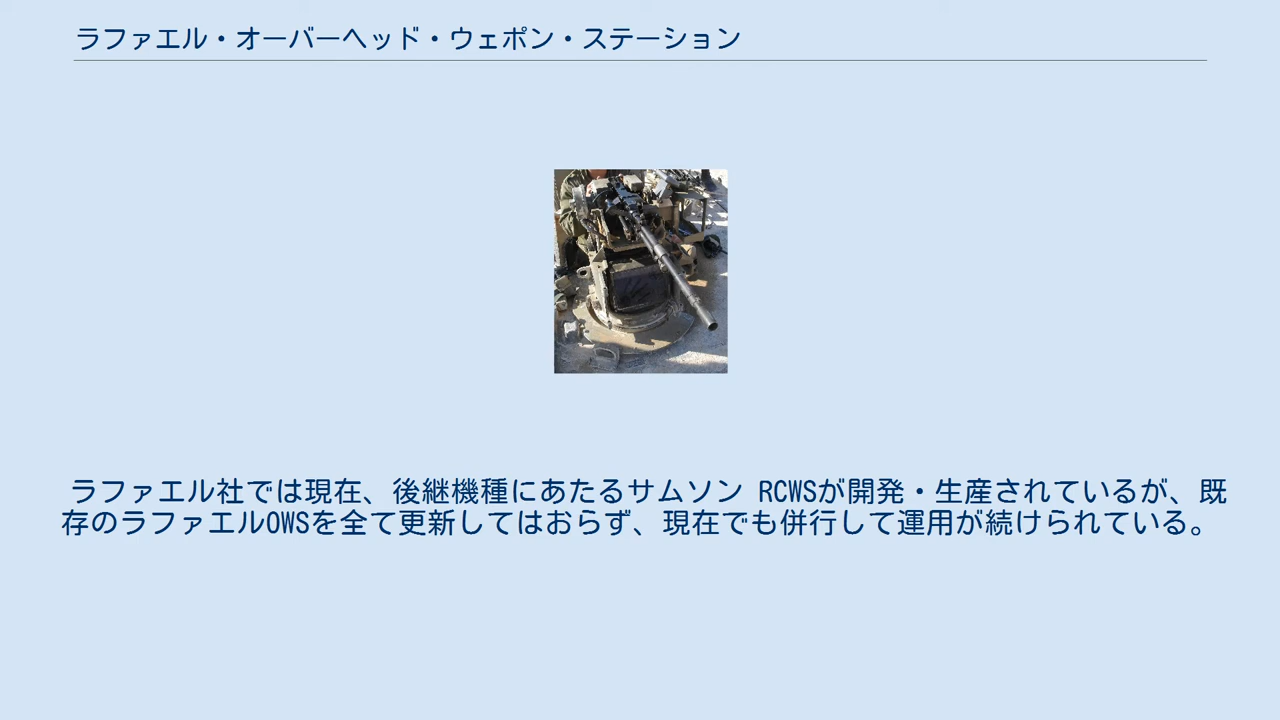 ラファエル・オーバーヘッド・ウェポン・ステーション
ラファエル社では現在、後継機種にあたるサムソン RCWSが開発・生産されているが、既
存のラファエルOWSを全て更新してはおらず、現在でも併行して運用が続けられている。